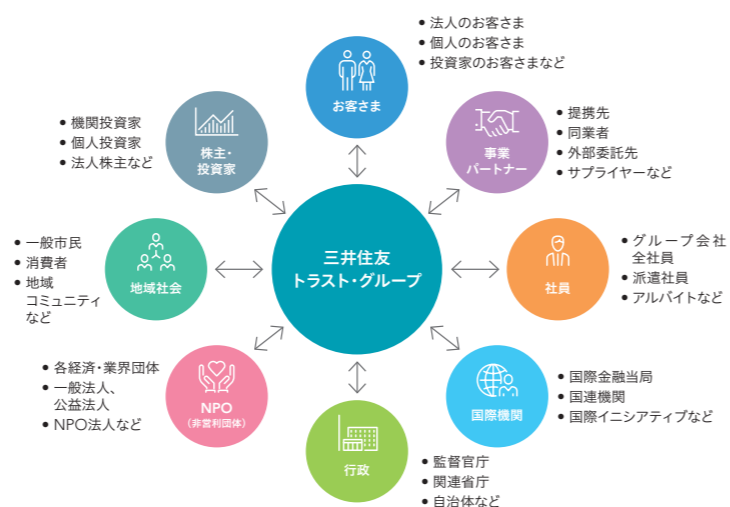 • 法人のお客さま
• 個人のお客さま
• 投資家のお客さまなど
お客さま
• 機関投資家
• 個人投資家
• 法人株主など
株主・
投資家
• 提携先
• 同業者
• 外部委託先
• サプライヤーなど
事業
パートナー
三井住友
トラスト・グループ
• 一般市民
• 消費者
• 地域
コミュニティ
など
地域社会
• グループ会社
全社員
• 派遣社員
• アルバイトなど
社員
• 各経済・業界団体
• 一般法人、
公益法人
• NPO法人など
NPO
(非営利団体)
• 国際金融当局
• 国連機関
• 国際イニシアティブなど
国際機関
行政
• 監督官庁
• 関連省庁
• 自治体など